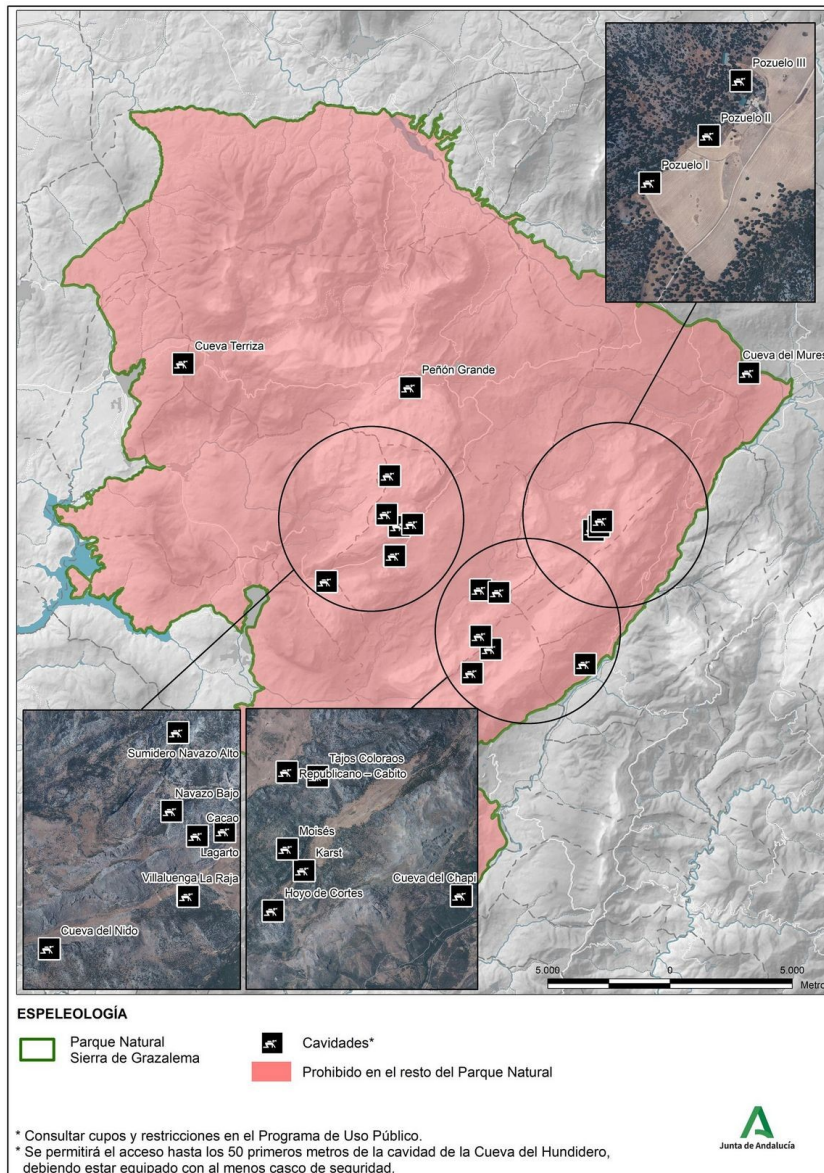 Pozuelo III
Pozuelo II
Pozuelo I
Cueva Terriza
Peñón Grande
Cueva del Mures
Sumidero Navazo Alto
Navazo Bajo
Cacao
Lagarto
Villaluenga La Raja
Cueva del Nido
Tajos Coloraos
Republicano – Cabito
Moisés
Karst
Hoyo de Cortes
Cueva del Chapi
5.000 0 5.000
Metro
ESPELEOLOGÍA
Parque Natural
Sierra de Grazalema
Cavidades*
Prohibido en el resto del Parque Natural
* Consultar cupos y restricciones en el Programa de Uso Público.
* Se permitirá el acceso hasta los 50 primeros metros de la cavidad de la Cueva del Hundidero,
debiendo estar equipado con al menos casco de seguridad.
Junta de Andalucía